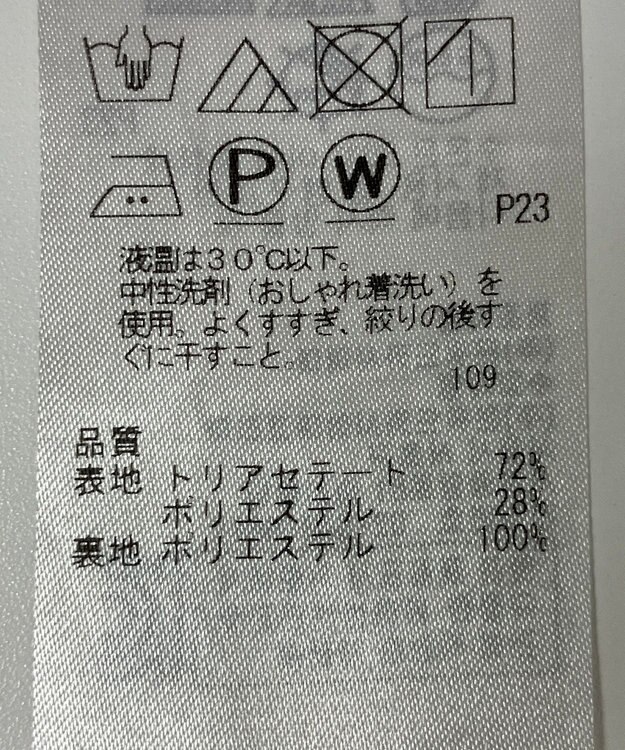 P W P23
液温は30℃以下。
中性洗剤（おしゃれ着洗い）を
使用。よくすすぎ、絞りの後す
ぐに干すこと。
109
品質
表地 トリアセテート 72%
ポリエステル 28%
裏地 ポリエステル 100%